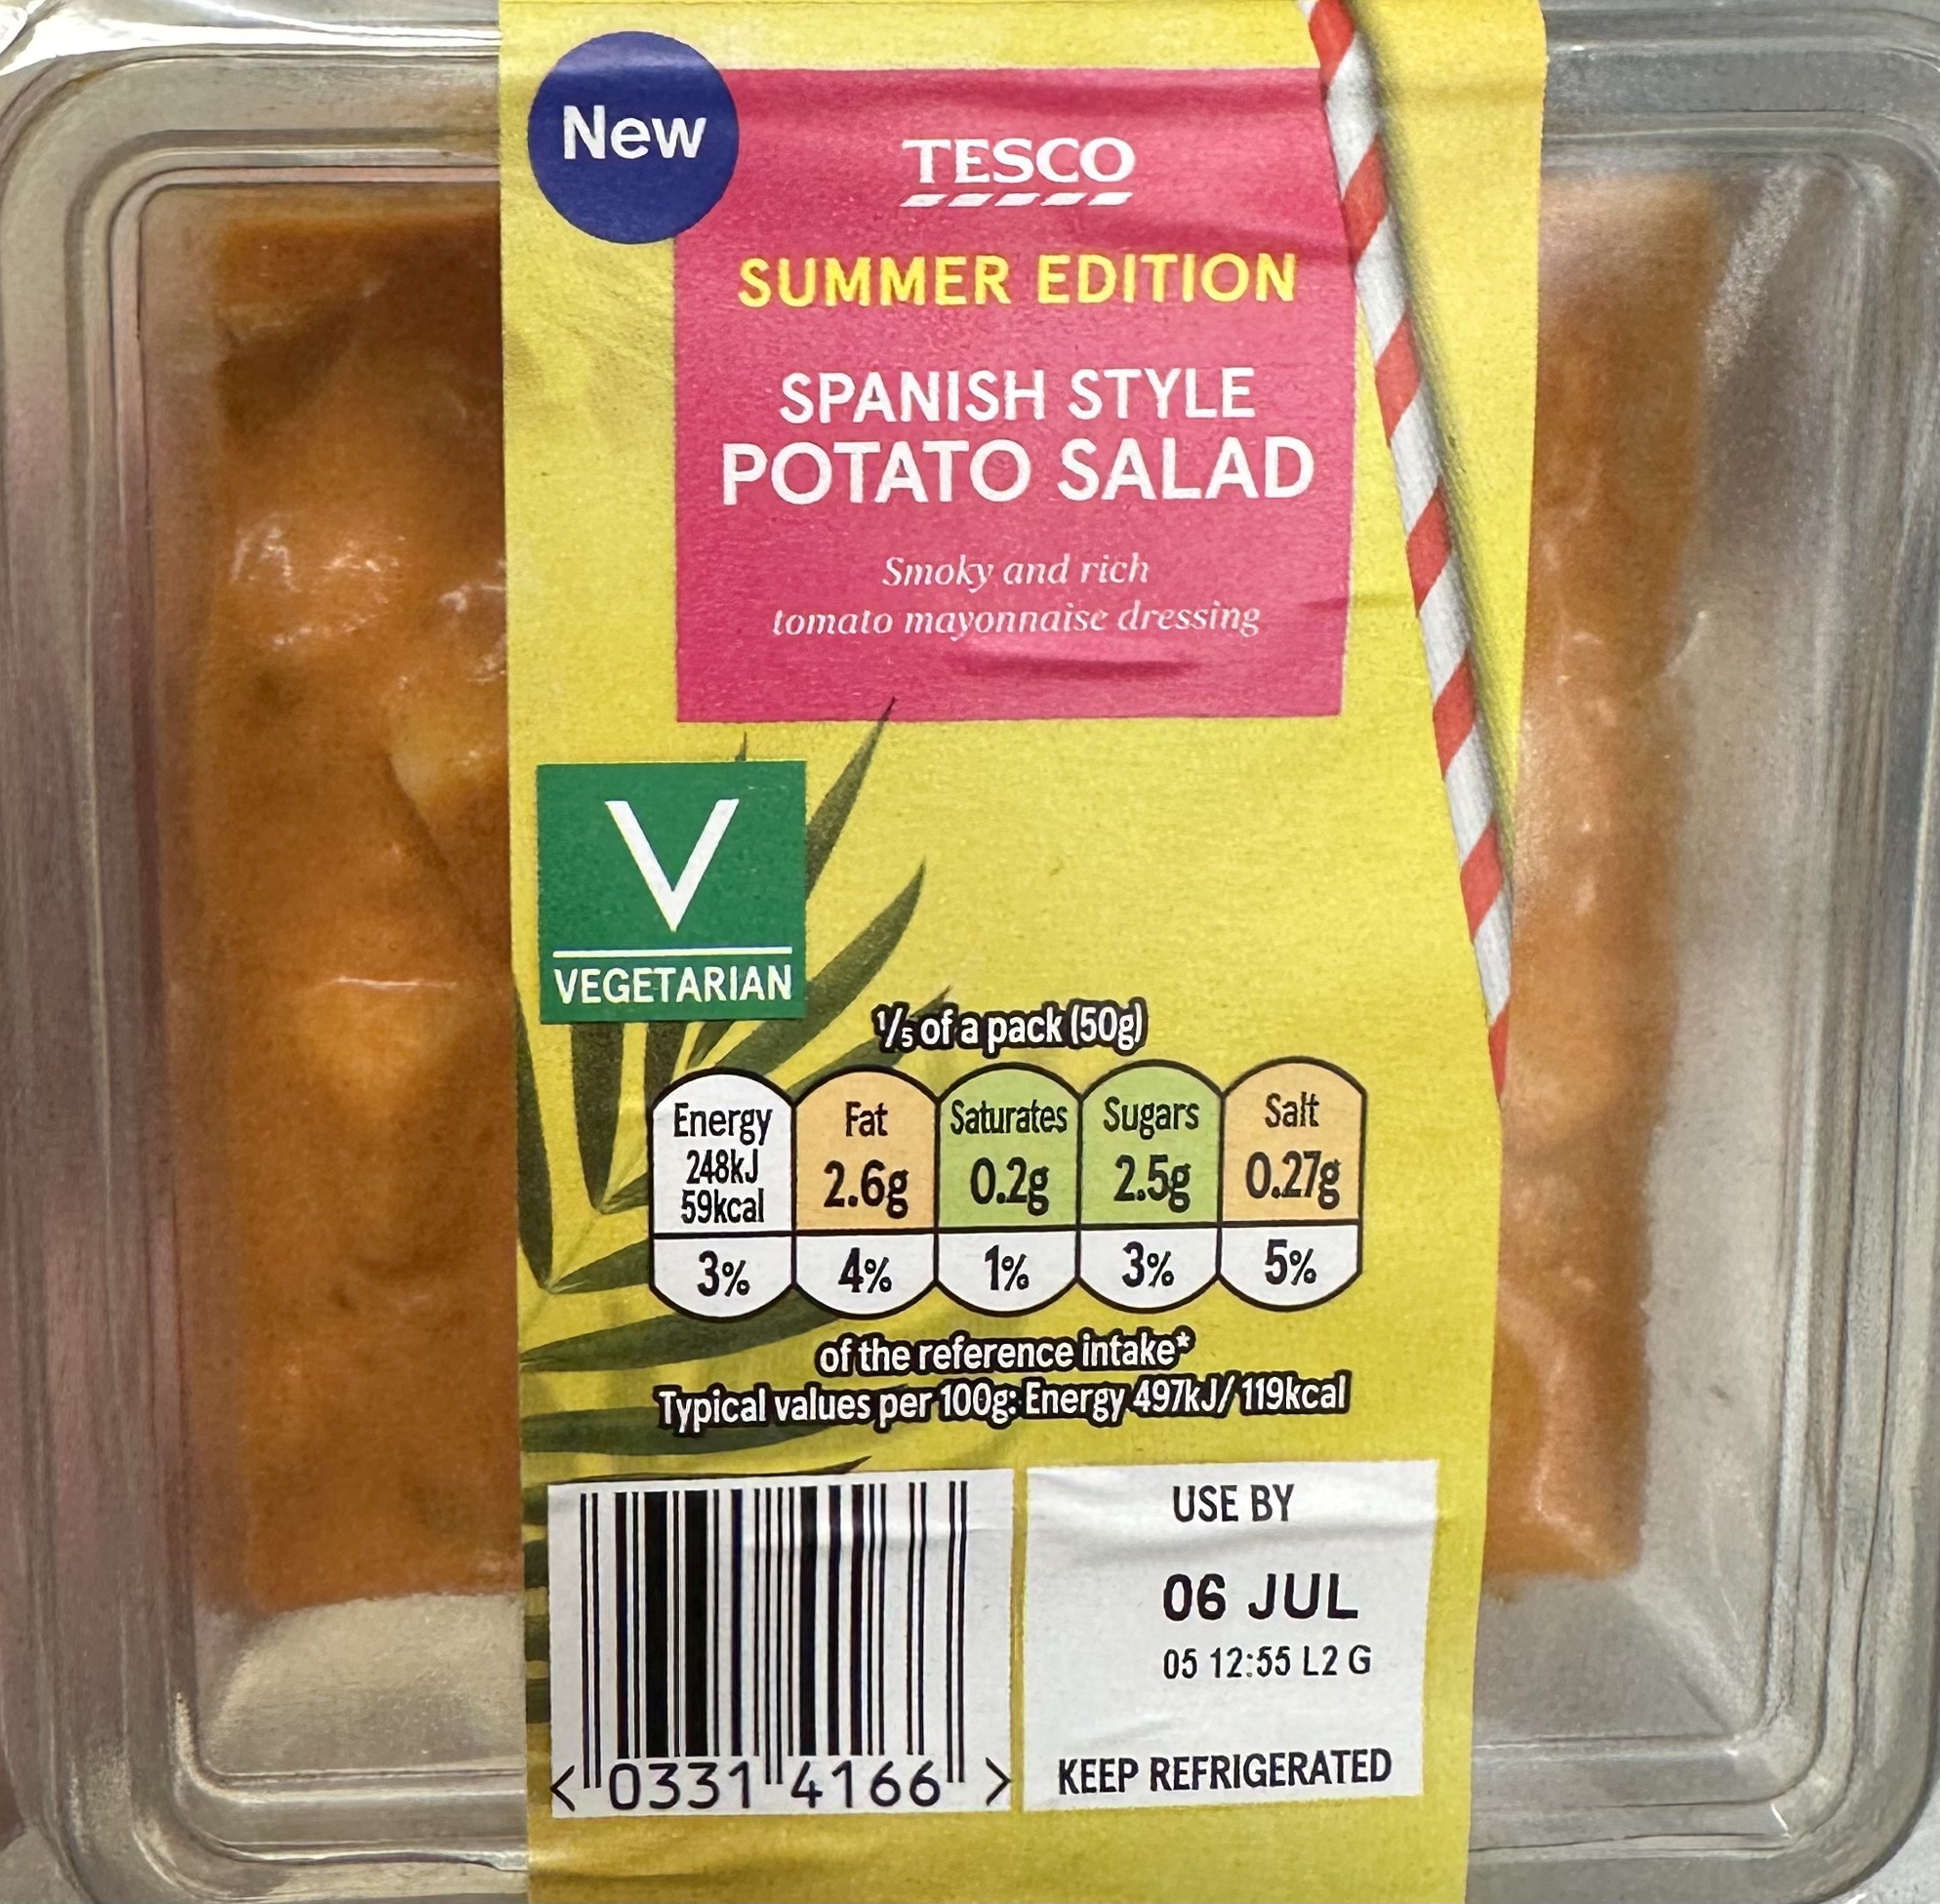 New
TESCO
SUMMER EDITION
SPANISH STYLE
POTATO SALAD
Smoky and rich
tomato mayonnaise dressing
V
VEGETARIAN
1/5 of a pack (50g)
Energy Fat Saturates Sugars Salt
248kJ
59kcal 2.6g 0.2g 2.5g 0.27g
3% 4% 1% 3% 5%
of the reference intake*
Typical values per 100g: Energy 497kJ/119kcal
USE BY
06 JUL
05 12:55 L2 G
KEEP REFRIGERATED
< 0331 4166 >